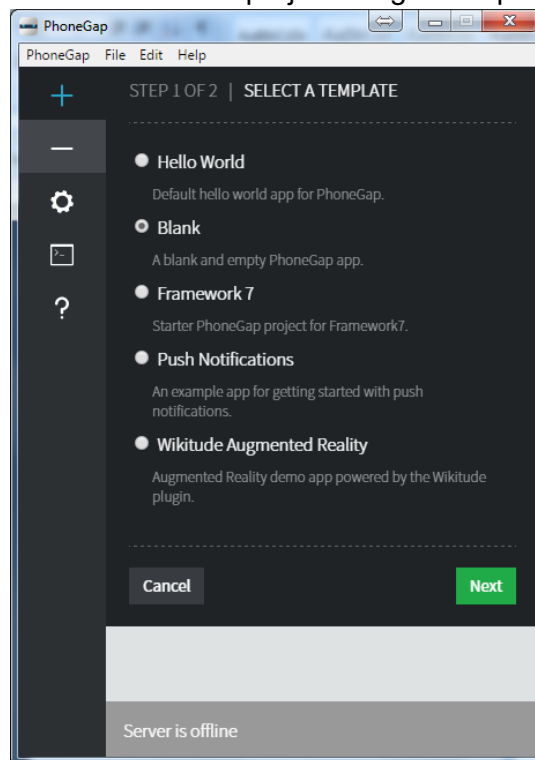 PhoneGap
PhoneGap File Edit Help
STEP 1 OF 2 | SELECT A TEMPLATE
Hello World
Default hello world app for PhoneGap.
Blank
A blank and empty PhoneGap app.
Framework 7
Starter PhoneGap project for Framework7.
Push Notifications
An example app for getting started with push
notifications.
Wikitude Augmented Reality
Augmented Reality demo app powered by the Wikitude
plugin.
Cancel
Next
Server is offline